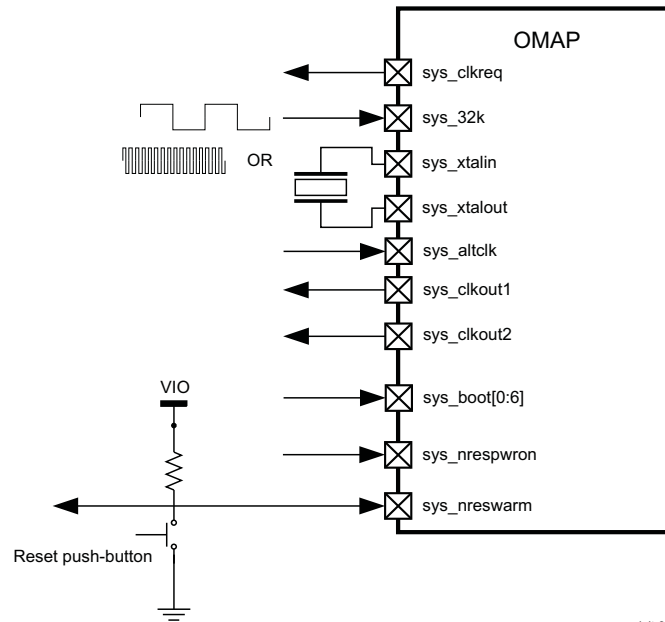 OMAP
sys_clkreq
sys_32k
OR
sys_xtalin
sys_xtalout
sys_altclk
sys_clkout1
sys_clkout2
VIO
sys_boot[0:6]
sys_nrespwron
sys_nreswarm
Reset push-button